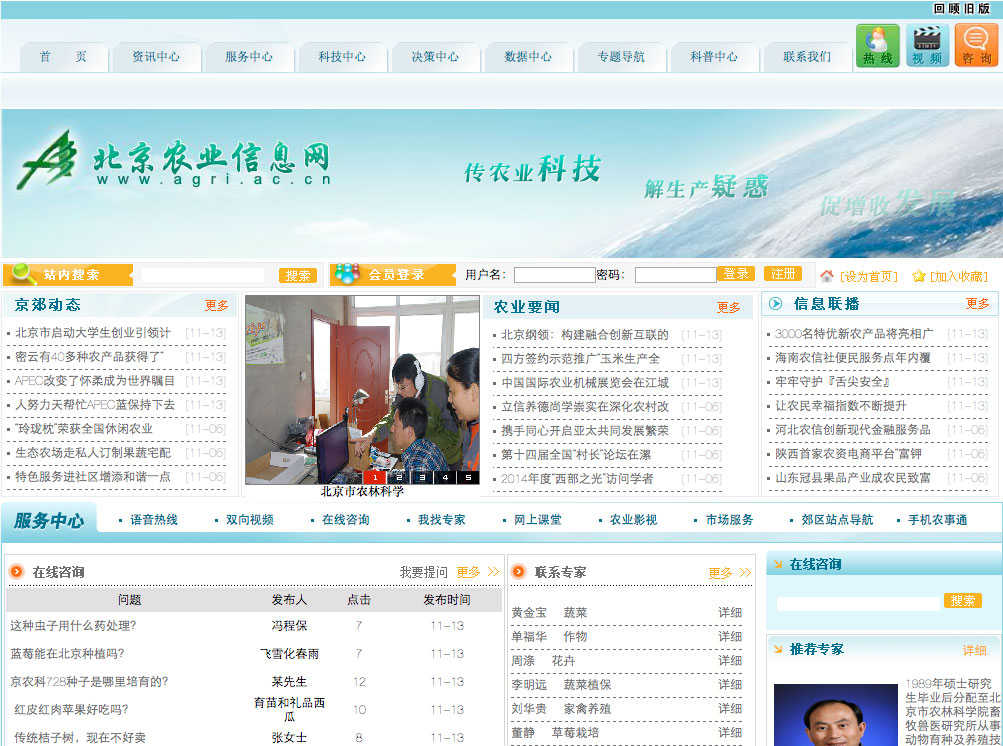 回顾旧版
首 页 资讯中心 服务中心 科技中心 决策中心 数据中心 专题导航 科普中心 联系我们 热线 视频 咨询
北京农业信息网
www.agri.ac.cn
传农业科技
解生产疑惑
促增收发展
站内搜索 搜索 会员登录 用户名: 密码: 登录 注册 [设为首页] [加入收藏]
京郊动态 更多
北京市启动大学生创业引领计 [11-13]
密云有40多种农产品获得了" [11-13]
APEC改变了怀柔成为世界瞩目 [11-13]
人努力天帮忙APEC蓝保持下去 [11-13]
"玲珑枕"荣获全国休闲农业 [11-06]
生态农场走私人订制果蔬宅配 [11-06]
特色服务进社区增添和谐一点 [11-06]
1 2 3 4 5
北京市农林科学
农业要闻 更多
北京纲领：构建融合创新互联的 [11-13]
四方签约示范推广"玉米生产全 [11-13]
中国国际农业机械展览会在江城 [11-13]
立信养德尚学崇实在深化农村改 [11-06]
携手同心开启亚太共同发展繁荣 [11-06]
第十四届全国"村长"论坛在漯 [11-06]
2014年度"西部之光"访问学者 [11-06]
信息联播 更多
3000名特优新农产品将亮相广 [11-13]
海南农信社便民服务点年内覆 [11-13]
牢牢守护『舌尖安全』 [11-13]
让农民幸福指数不断提升 [11-13]
河北农信创新现代金融服务品 [11-06]
陕西首家农资电商平台"富钾 [11-06]
山东冠县果品产业成农民致富 [11-06]
服务中心 语音热线 双向视频 在线咨询 我找专家 网上课堂 农业影视 市场服务 郊区站点导航 手机农事通
在线咨询 我要提问 更多
问题 发布人 点击 发布时间
这种虫子用什么药处理? 冯程保 7 11-13
蓝莓能在北京种植吗? 飞雪化春雨 7 11-13
京农科728种子是哪里培育的? 某先生 12 11-13
红皮红肉苹果好吃吗? 育苗和礼品西瓜 10 11-13
传统桔子树，现在不好卖 张女士 8 11-13
联系专家 更多
黄金宝 蔬菜 详细
单福华 作物 详细
周涤 花卉 详细
李明远 蔬菜植保 详细
刘华贵 家禽养殖 详细
董静 草莓栽培 详细
在线咨询
搜索
推荐专家 详细
1989年硕士研究
生毕业后分配至北
京市农林科学院畜
牧兽医研究所从事
动物育种及养殖技